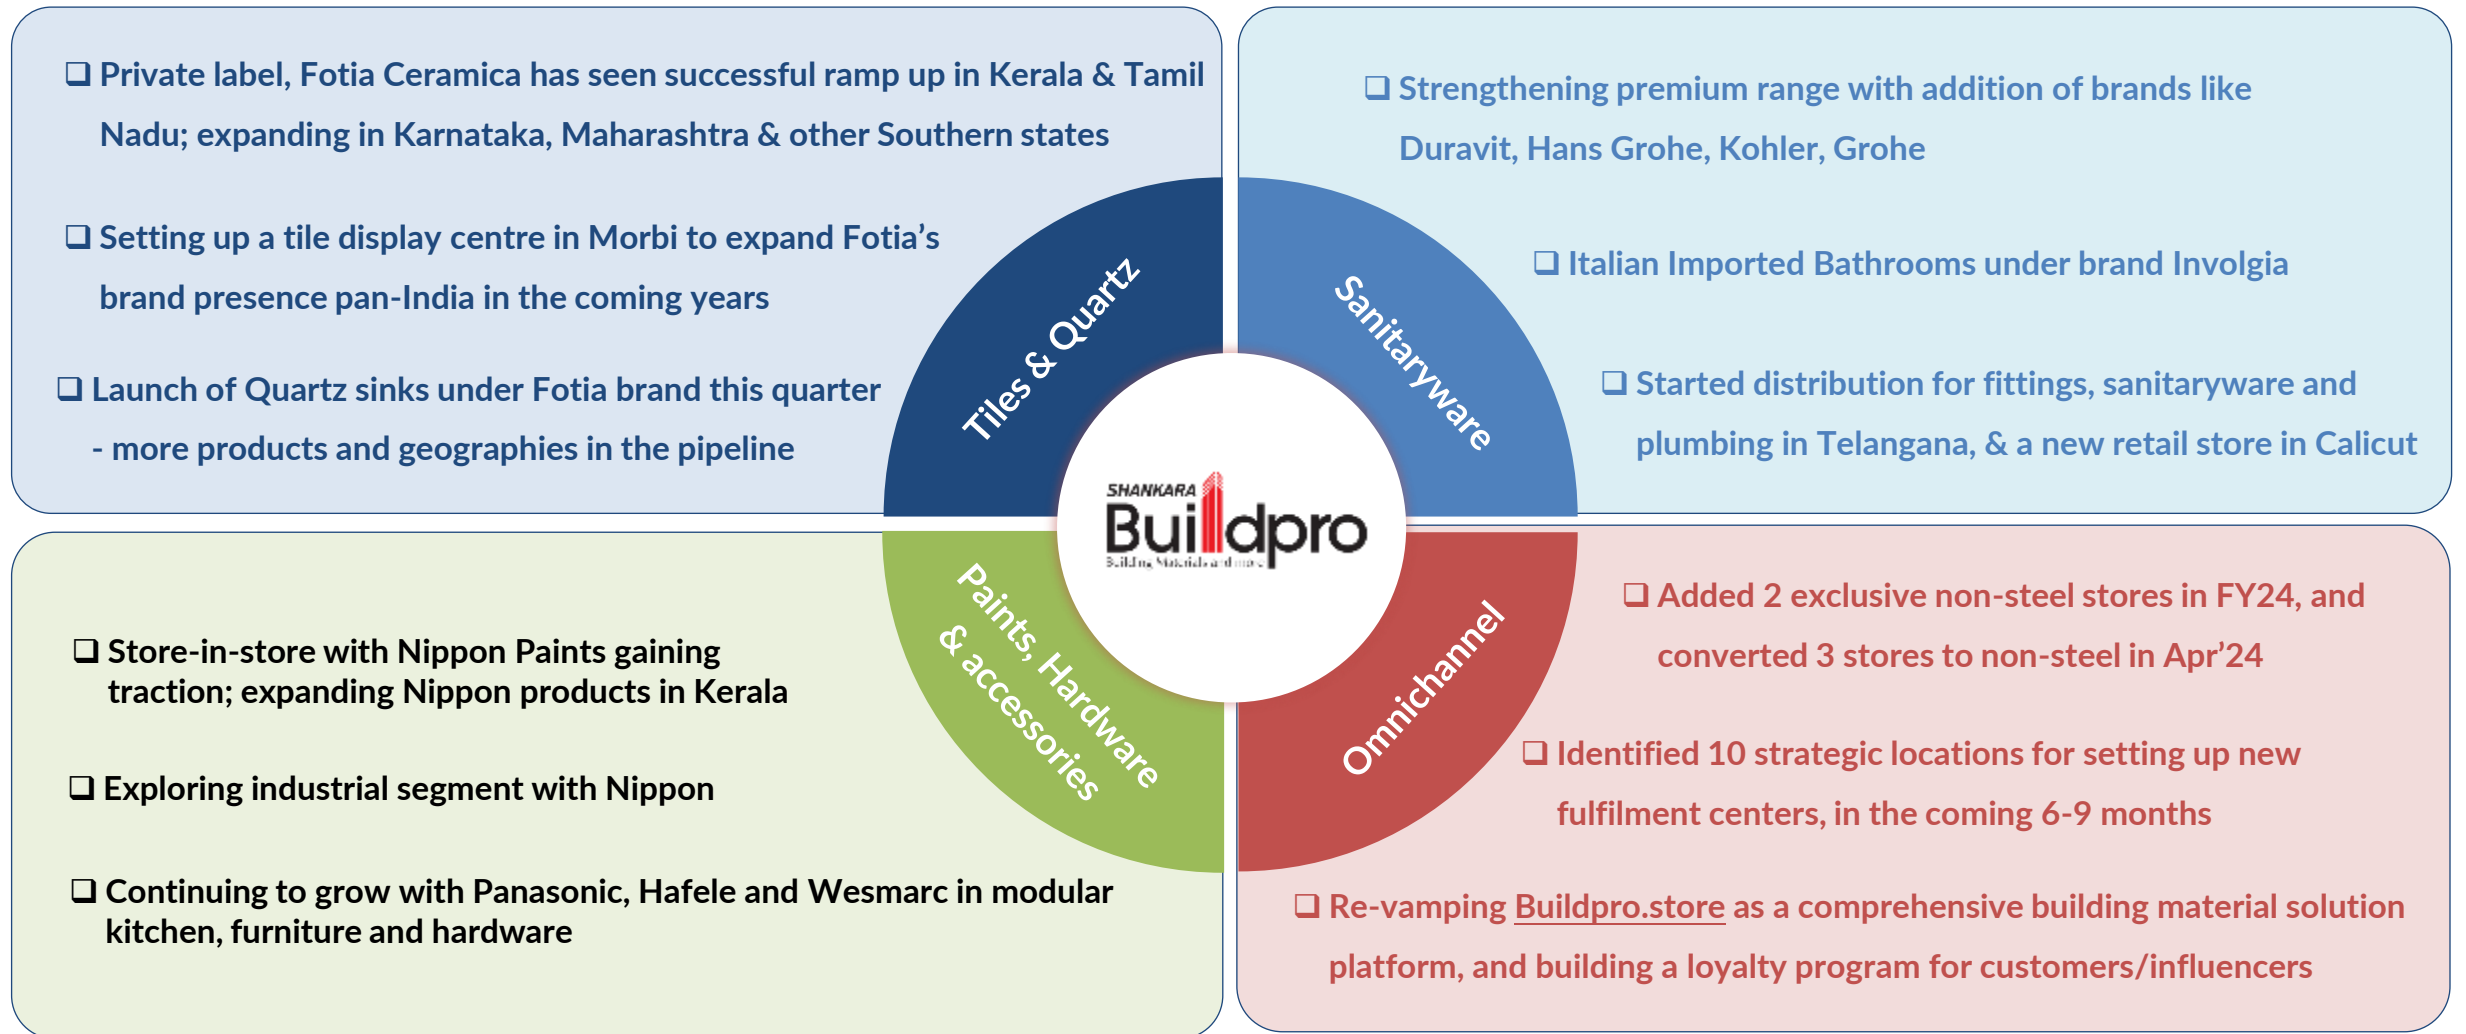 ❑ Private label, Fotia Ceramica has seen successful ramp up in Kerala & Tamil
Nadu; expanding in Karnataka, Maharashtra & other Southern states
❑ Setting up a tile display centre in Morbi to expand Fotia’s
brand presence pan-India in the coming years
❑ Launch of Quartz sinks under Fotia brand this quarter
- more products and geographies in the pipeline
Tiles & Quartz
❑ Strengthening premium range with addition of brands like
Duravit, Hans Grohe, Kohler, Grohe
❑ Italian Imported Bathrooms under brand Involgia
❑ Started distribution for fittings, sanitaryware and
plumbing in Telangana, & a new retail store in Calicut
Sanitaryware
SHANKARA
Buildpro
Building Materials and more
❑ Store-in-store with Nippon Paints gaining
traction; expanding Nippon products in Kerala
❑ Exploring industrial segment with Nippon
❑ Continuing to grow with Panasonic, Hafele and Wesmarc in modular
kitchen, furniture and hardware
Paints, Hardware
& accessories
❑ Added 2 exclusive non-steel stores in FY24, and
converted 3 stores to non-steel in Apr’24
❑ Identified 10 strategic locations for setting up new
fulfilment centers, in the coming 6-9 months
❑ Re-vamping Buildpro.store as a comprehensive building material solution
platform, and building a loyalty program for customers/influencers
Omnichannel